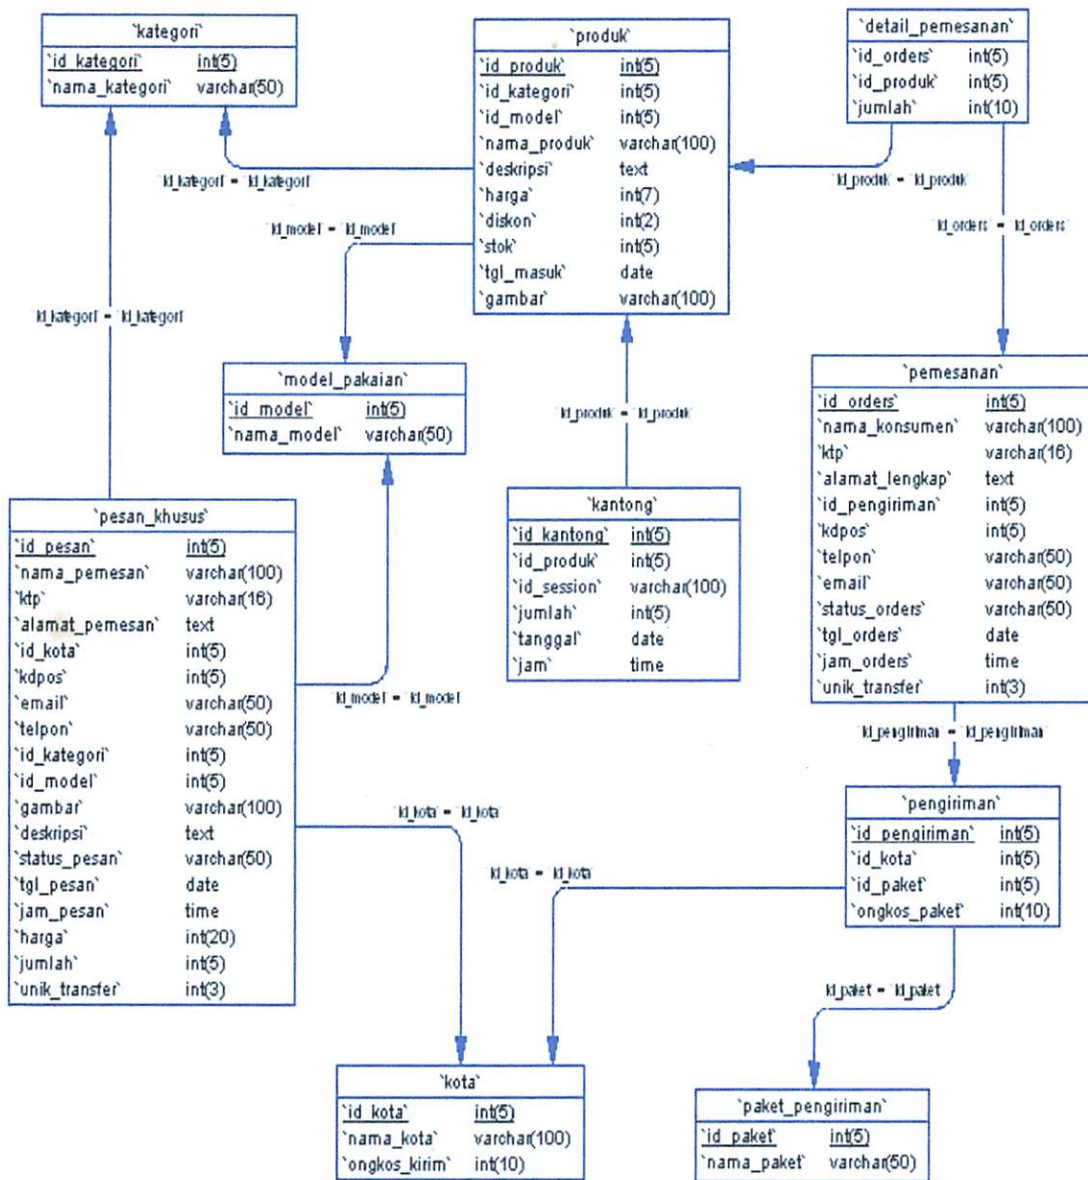 `kategori`
`id_kategori` int(5)
`nama_kategori` varchar(50)
`produk`
`id_produk` int(5)
`id_kategori` int(5)
`id_model` int(5)
`nama_produk` varchar(100)
`deskripsi` text
`harga` int(7)
`diskon` int(2)
`stok` int(5)
`tgl_masuk` date
`gambar` varchar(100)
`detail_pemesanan`
`id_orders` int(5)
`id_produk` int(5)
`jumlah` int(10)
`id_kategori` = `id_kategori`
`id_produk` = `id_produk`
`id_model` = `id_model`
`id_orders` = `id_orders`
`id_kategori` = `id_kategori`
`model_pakaian`
`id_model` int(5)
`nama_model` varchar(50)
`id_produk` = `id_produk`
`pemesanan`
`id_orders` int(5)
`nama_konsumen` varchar(100)
`ktp` varchar(16)
`alamat_lengkap` text
`id_pengiriman` int(5)
`kdpos` int(5)
`telpon` varchar(50)
`email` varchar(50)
`status_orders` varchar(50)
`tgl_orders` date
`jam_orders` time
`unik_transfer` int(3)
`kantong`
`id_kantong` int(5)
`id_produk` int(5)
`id_session` varchar(100)
`jumlah` int(5)
`tanggal` date
`jam` time
`pesan_khusus`
`id_pesan` int(5)
`nama_pemesan` varchar(100)
`ktp` varchar(16)
`alamat_pemesan` text
`id_kota` int(5)
`kdpos` int(5)
`email` varchar(50)
`telpon` varchar(50)
`id_kategori` int(5)
`id_model` int(5)
`gambar` varchar(100)
`deskripsi` text
`status_pesan` varchar(50)
`tgl_pesan` date
`jam_pesan` time
`harga` int(20)
`jumlah` int(5)
`unik_transfer` int(3)
`id_model` = `id_model`
`id_pengiriman` = `id_pengiriman`
`id_kota` = `id_kota`
`pengiriman`
`id_pengiriman` int(5)
`id_kota` int(5)
`id_paket` int(5)
`ongkos_paket` int(10)
`id_kota` = `id_kota`
`id_paket` = `id_paket`
`kota`
`id_kota` int(5)
`nama_kota` varchar(100)
`ongkos_kirim` int(10)
`paket_pengiriman`
`id_paket` int(5)
`nama_paket` varchar(50)